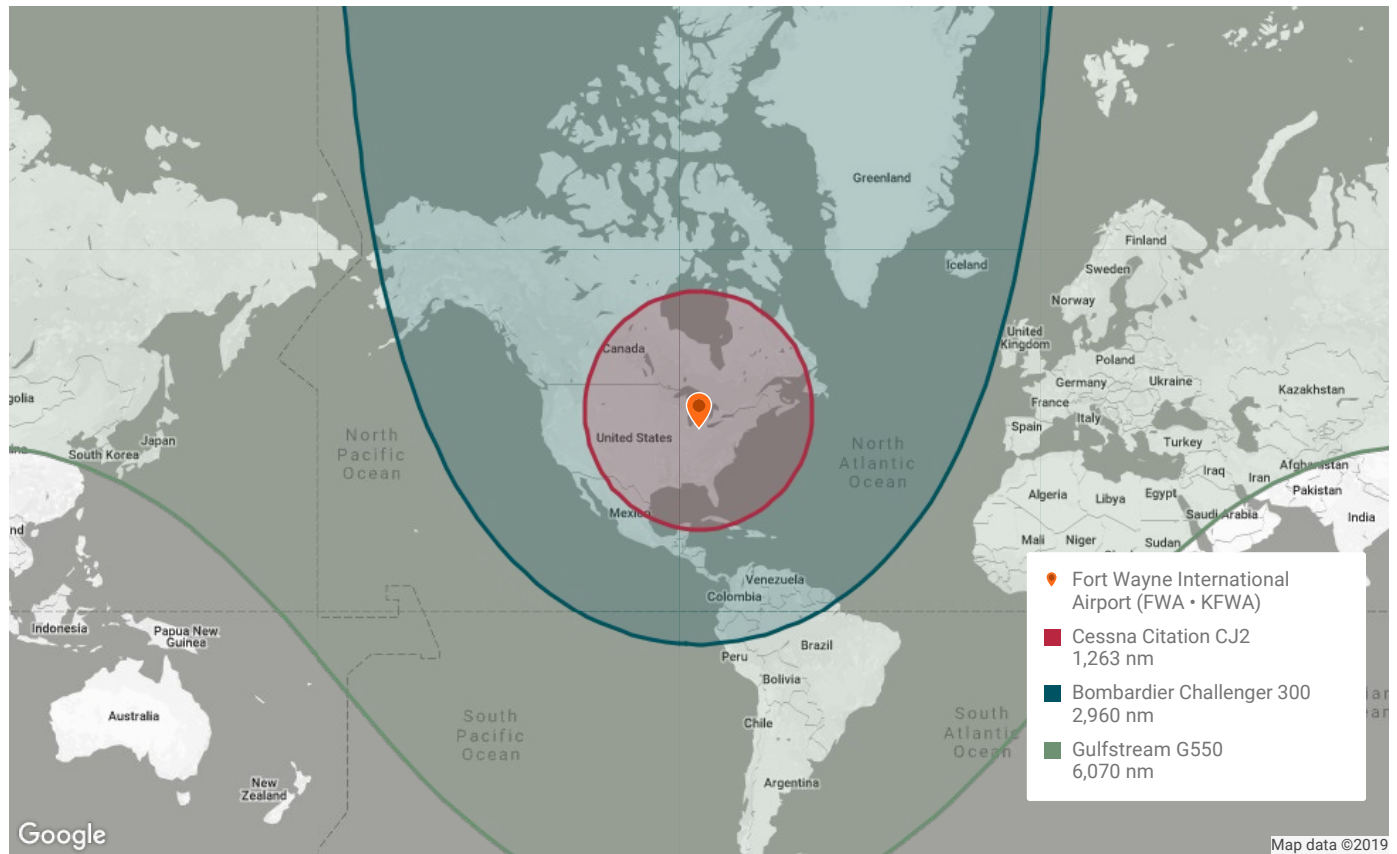 Greenland
Finland
Iceland
Sweden
Norway
United
Kingdom
Canada
Poland
Germany
Ukraine
Kazakhstan
France
Italy
golia
Spain
Turkey
Japan
South Korea
North
Pacific
Ocean
United States
North
Atlantic
Ocean
Iraq
Iran
Afghanistan
Pakistan
Algeria
Libya
Egypt
Saudi Arabia
India
Mexico
nd
Mali
Niger
Sudan
Venezuela
Colombia
Indonesia
Papua New
Guinea
Peru
Brazil
Bolivia
Australia
South
Pacific
Ocean
Chile
South
Atlantic
Ocean
New
Zealand
Argentina
Fort Wayne International
Airport (FWA • KFWA)
Cessna Citation CJ2
1,263 nm
Bombardier Challenger 300
2,960 nm
Gulfstream G550
6,070 nm
Google
Map data ©2019